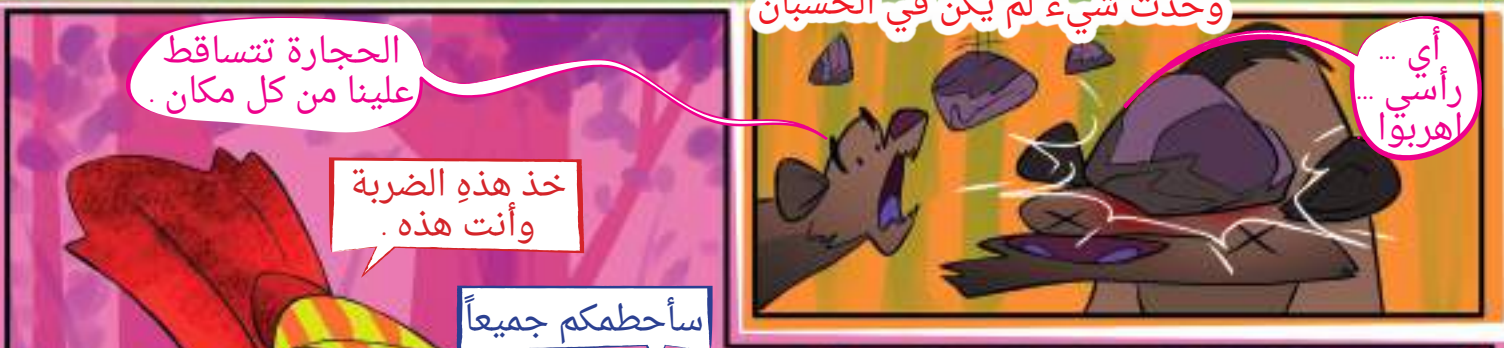 وحدث شيء لم يكن في الحسبان
أي ...
رأسي ...
اهربوا
الحجارة تتساقط
علينا من كل مكان .
خذ هذهِ الضربة
وأنت هذه .
سأحطمكم جميعاً